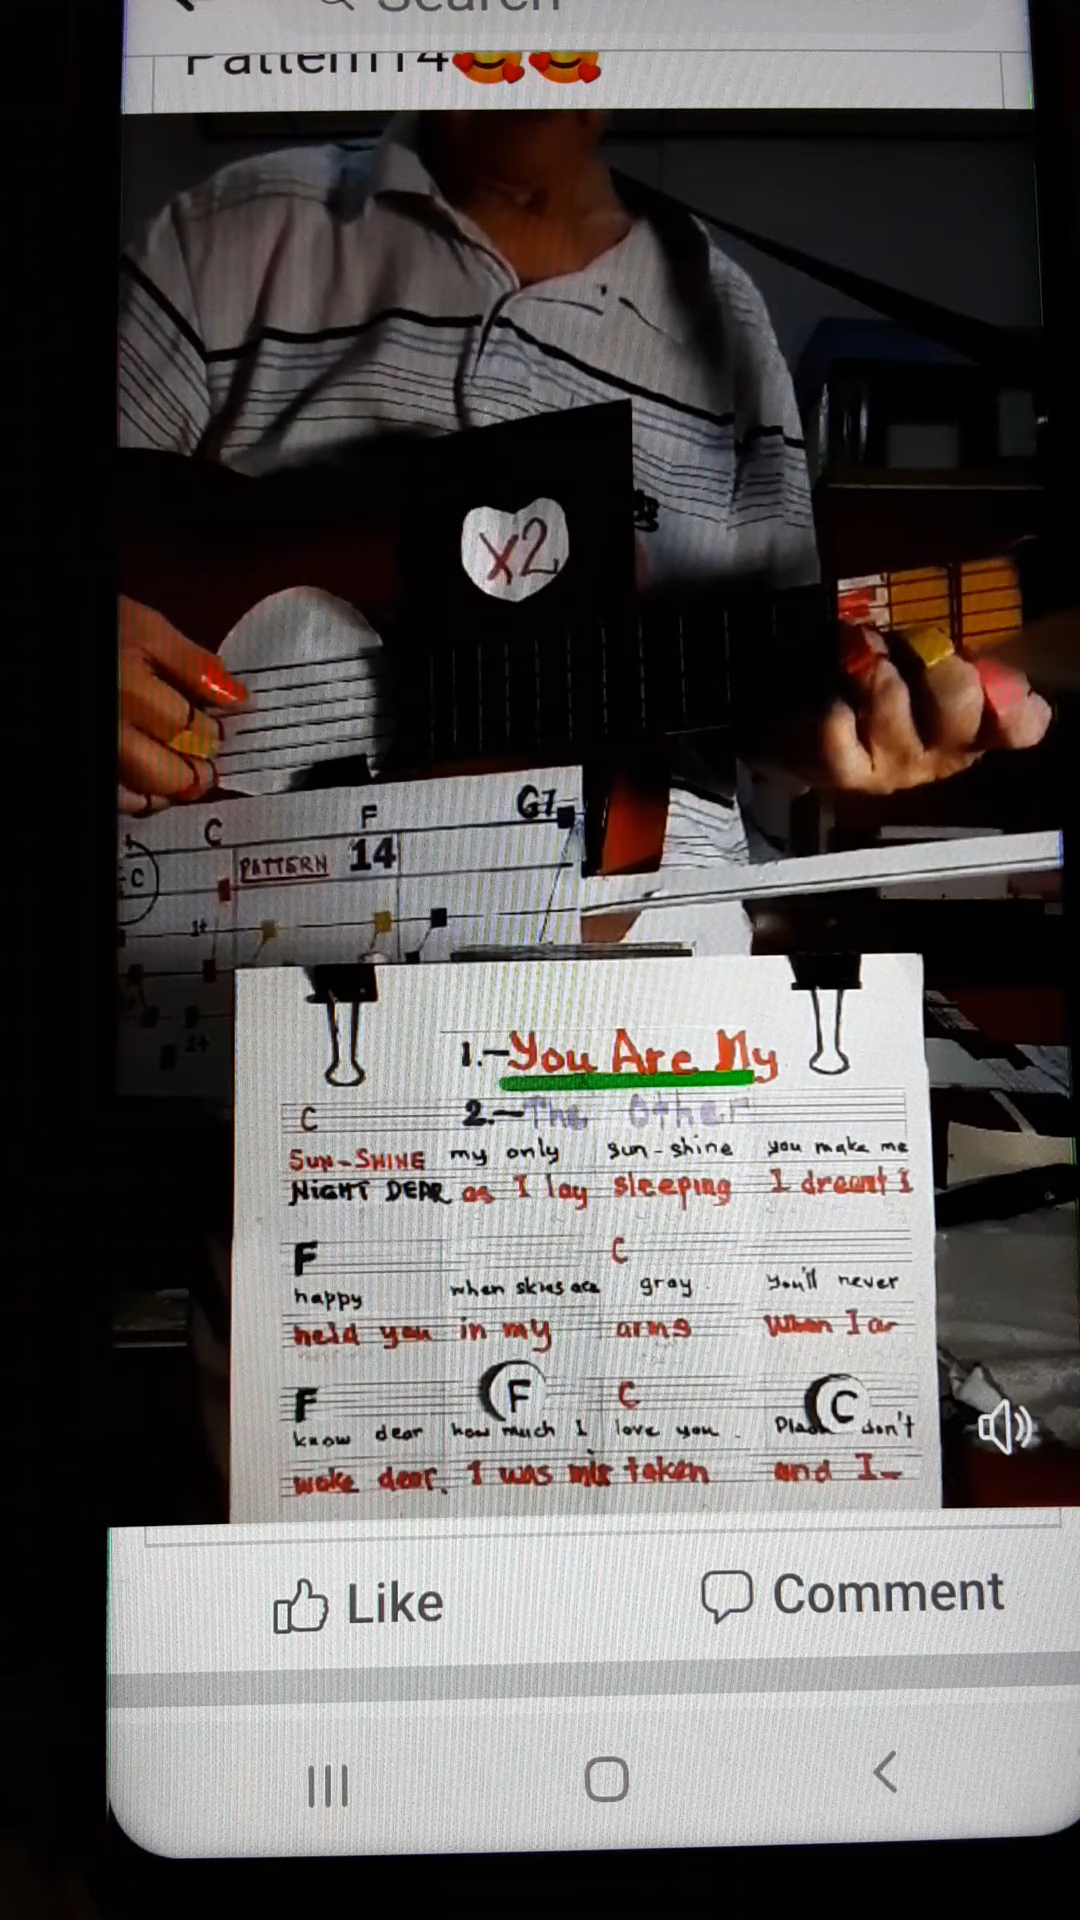 Search
Pattern 14🥰🥰
x2
C F G7
C PATTERN 14
1.- You Are My
C 2.- The Other
SUN-SHINE my only sun-shine you make me
NIGHT DEAR as I lay sleeping I dreamt I
F C
happy when skies are gray. you'll never
held you in my arms When I a-
F F C C
know dear how much I love you. don't
woke dear, I was mis taken and I-
Like Comment